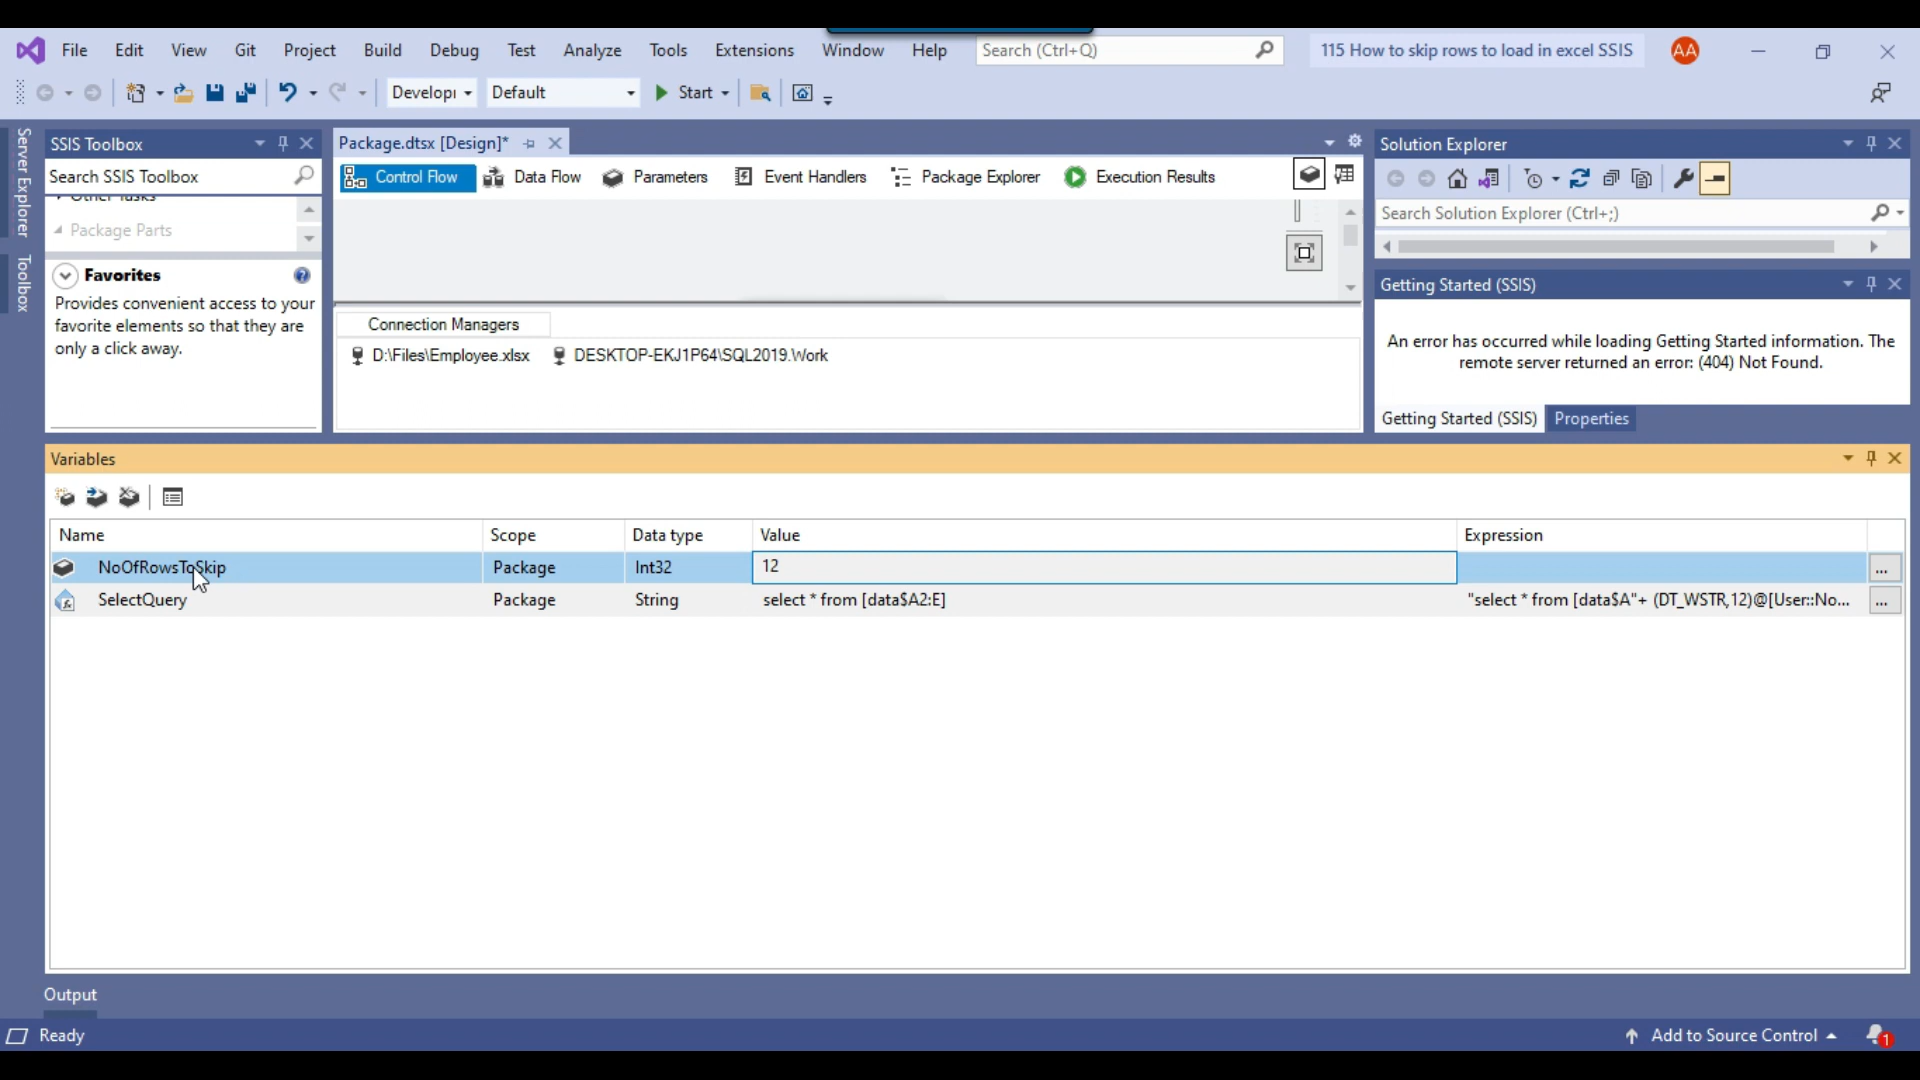 File Edit View Git Project Build Debug Test Analyze Tools Extensions Window Help Search (Ctrl+Q) 115 How to skip rows to load in excel SSIS AA
Developi Default Start
Server Explorer
Toolbox
SSIS Toolbox
Search SSIS Toolbox
Other Tasks
Package Parts
Favorites
Provides convenient access to your
favorite elements so that they are
only a click away.
Package.dtsx [Design]*
Control Flow Data Flow Parameters Event Handlers Package Explorer Execution Results
Connection Managers
D:\Files\Employee.xlsx DESKTOP-EKJ1P64\SQL2019.Work
Solution Explorer
Search Solution Explorer (Ctrl+;)
Getting Started (SSIS)
An error has occurred while loading Getting Started information. The
remote server returned an error: (404) Not Found.
Getting Started (SSIS) Properties
Variables
Name Scope Data type Value Expression
NoOfRowsToSkip Package Int32 12 ...
SelectQuery Package String select * from [data$A2:E] "select * from [data$A"+ (DT_WSTR,12)@[User::No... ...
Output
Ready Add to Source Control 1